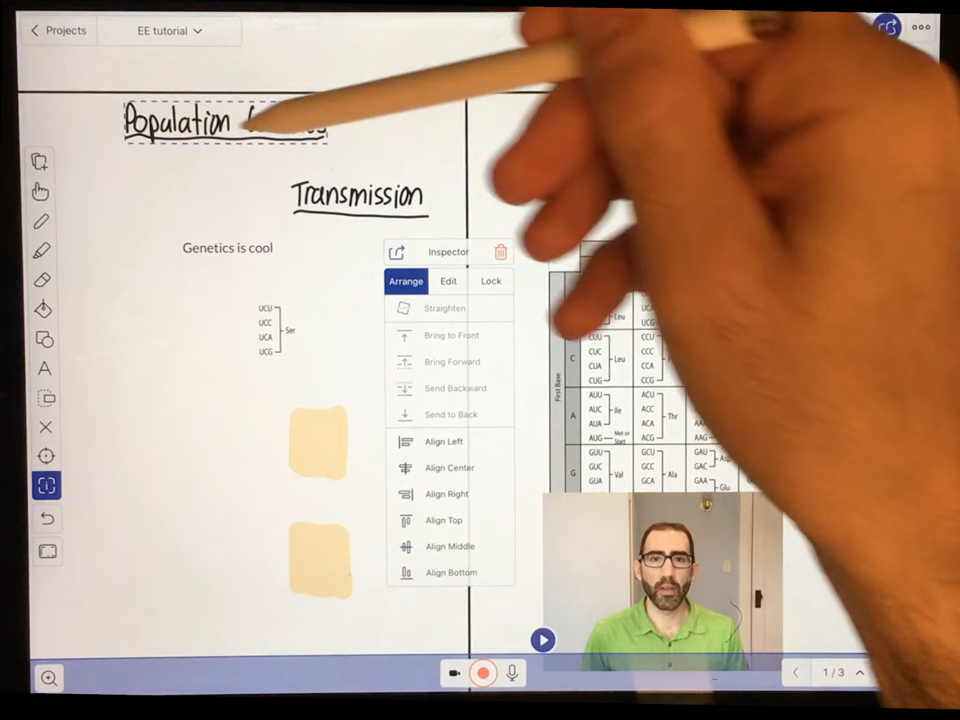 Projects
EE tutorial
Population
Transmission
Genetics is cool
UCU
UCC
UCA
UCG
Ser
Inspector
Arrange
Edit
Lock
Straighten
Bring to Front
Bring Forward
Send Backward
Send to Back
Align Left
Align Center
Align Right
Align Top
Align Middle
Align Bottom
First Base
Leu
UCG
C
CUU
CUC
CUA
CUG
Leu
CCU
CCC
CCA
CCG
A
AUU
AUC
AUA
AUG
Ile
Met or
Start
ACU
ACC
ACA
ACG
Thr
AAG
G
GUU
GUC
GUA
Val
GCU
GCC
GCA
Ala
GAU
GAC
GAA
Glu
1 / 3